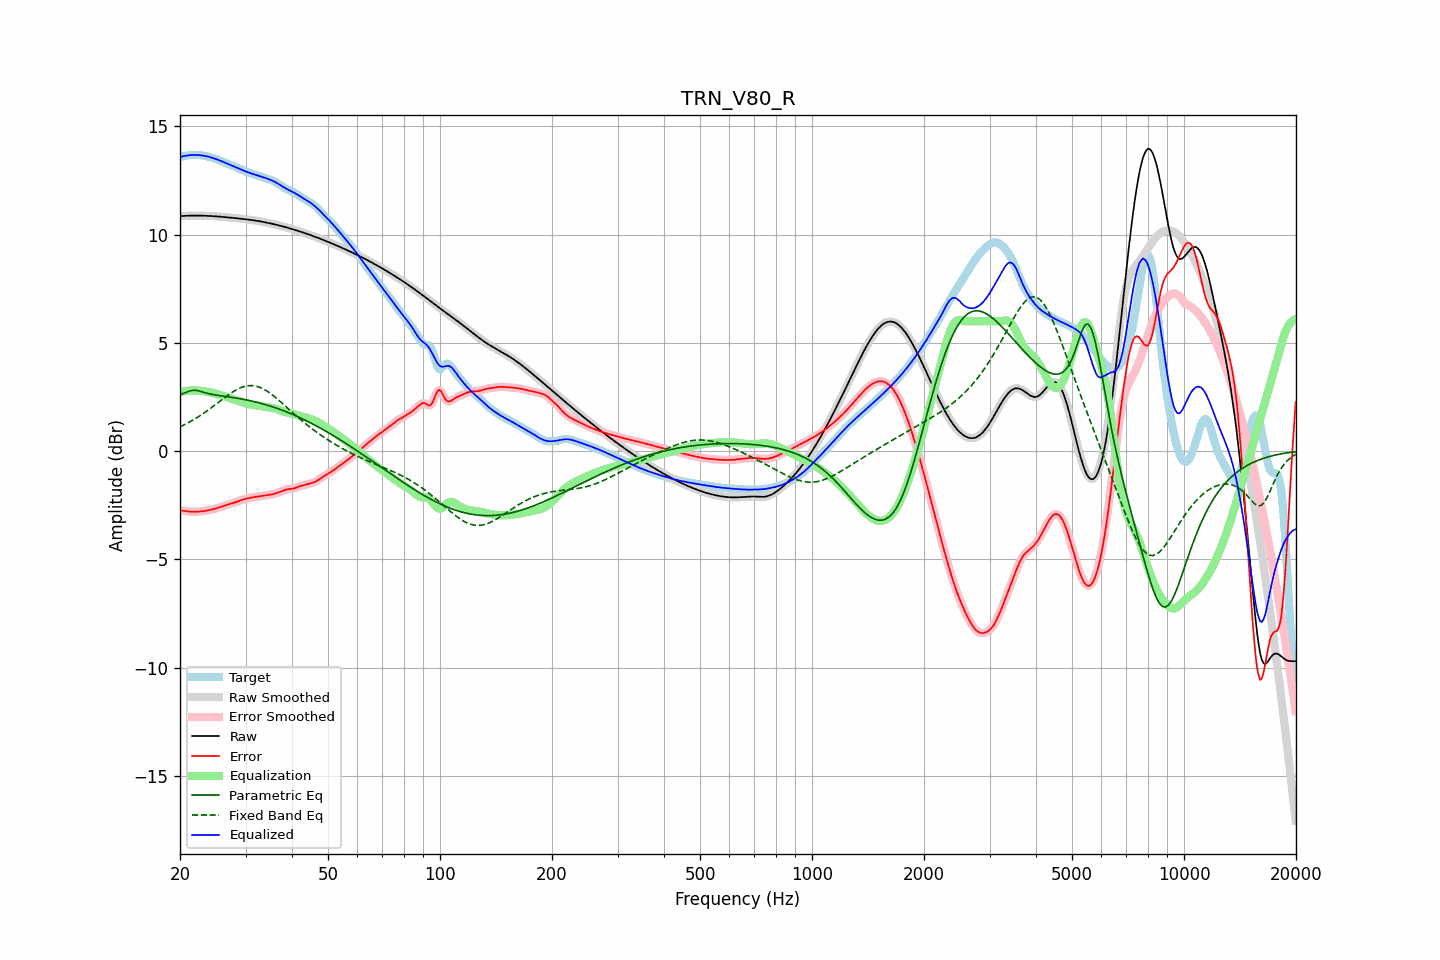 TRN_V80_R
Amplitude (dBr)
15
10
5
0
−5
−10
−15
Target
Raw Smoothed
Error Smoothed
Raw
Error
Equalization
Parametric Eq
Fixed Band Eq
Equalized
20
50
100
200
500
1000
2000
5000
10000
20000
Frequency (Hz)